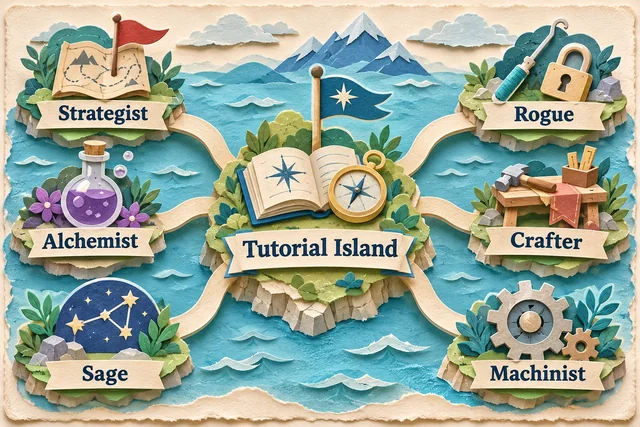 Strategist
Rogue
Alchemist
Tutorial Island
Crafter
Sage
Machinist